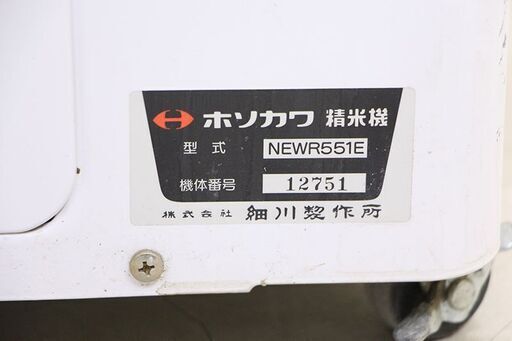 ホソカワ 精米機
型式 NEWR551E
機体番号 12751
株式会社 細川製作所